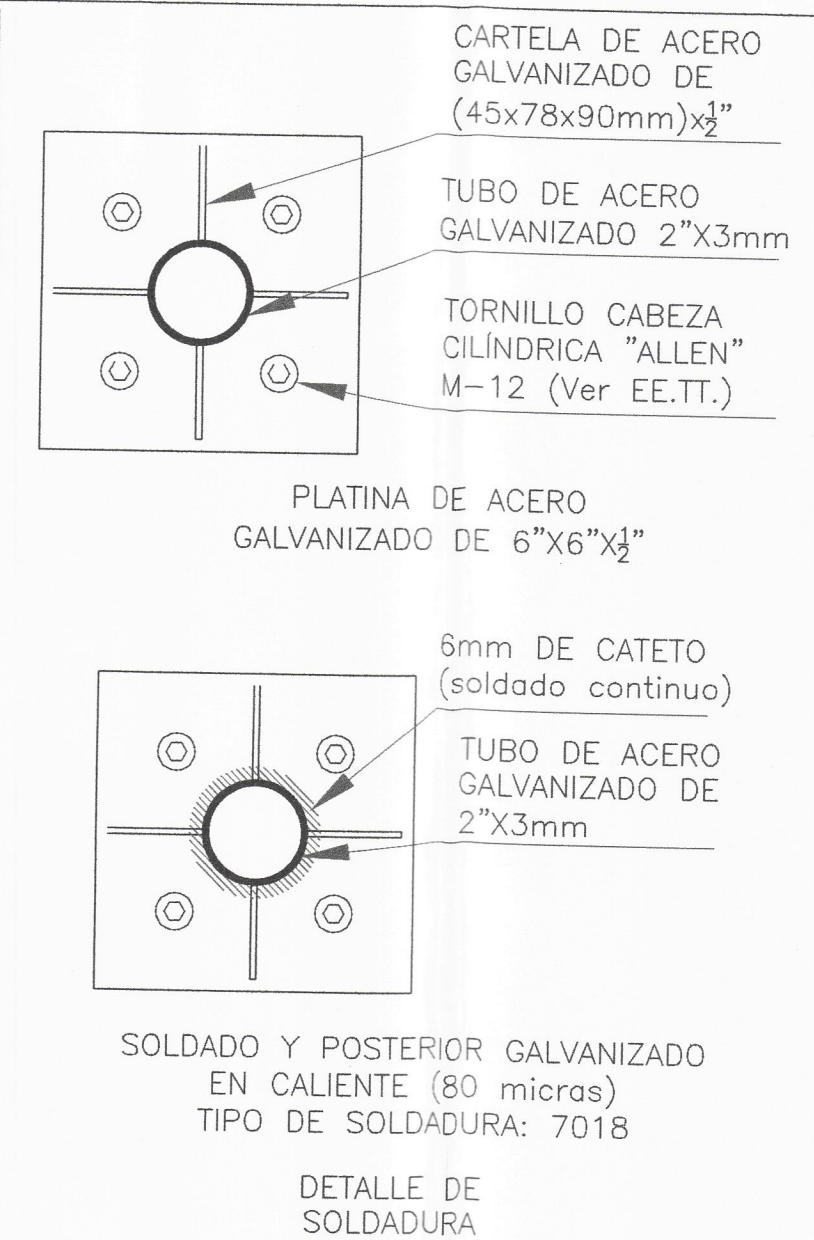 CARTELA DE ACERO
GALVANIZADO DE
(45x78x90mm)x½"
TUBO DE ACERO
GALVANIZADO 2"X3mm
TORNILLO CABEZA
CILÍNDRICA "ALLEN"
M-12 (Ver EE.TT.)
PLATINA DE ACERO
GALVANIZADO DE 6"X6"X½"
6mm DE CATETO
(soldado continuo)
TUBO DE ACERO
GALVANIZADO DE
2"X3mm
SOLDADO Y POSTERIOR GALVANIZADO
EN CALIENTE (80 micras)
TIPO DE SOLDADURA: 7018
DETALLE DE
SOLDADURA